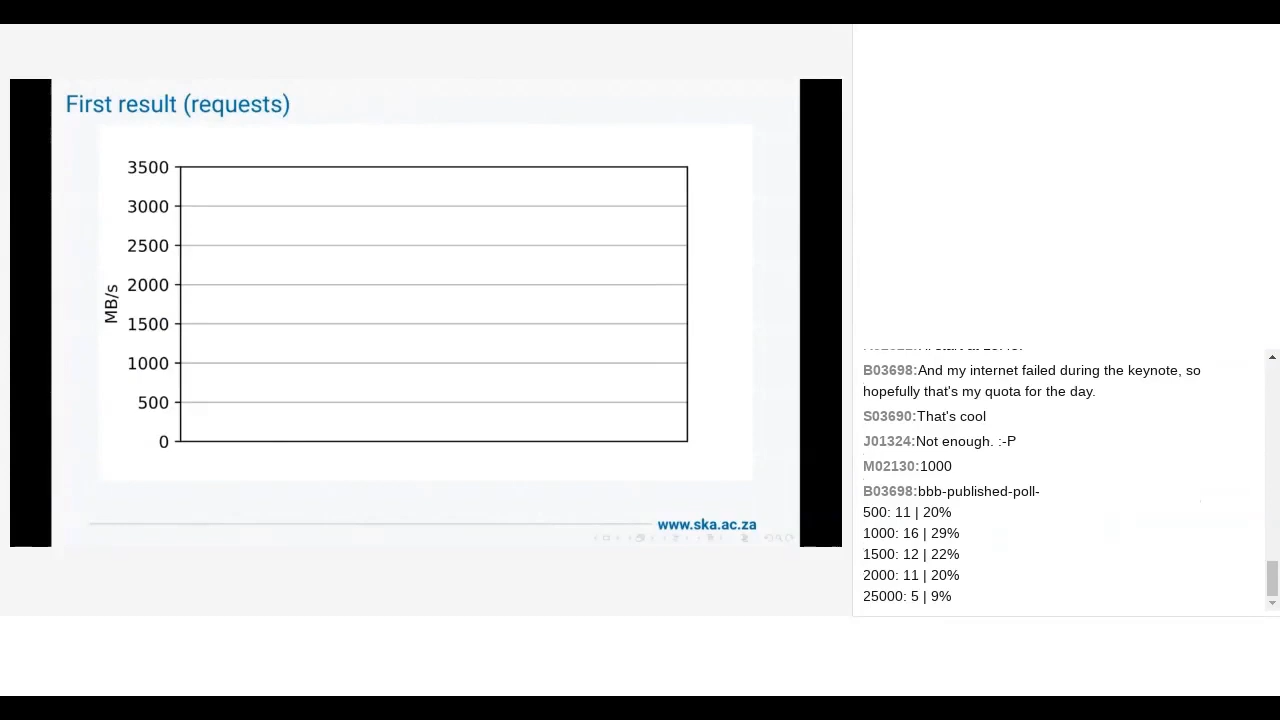 First result (requests)
3500
3000
2500
2000
1500
1000
500
0
MB/s
www.ska.ac.za
B03698:And my internet failed during the keynote, so
hopefully that's my quota for the day.
S03690:That's cool
J01324:Not enough. :-P
M02130:1000
B03698:bbb-published-poll-
500: 11 | 20%
1000: 16 | 29%
1500: 12 | 22%
2000: 11 | 20%
25000: 5 | 9%